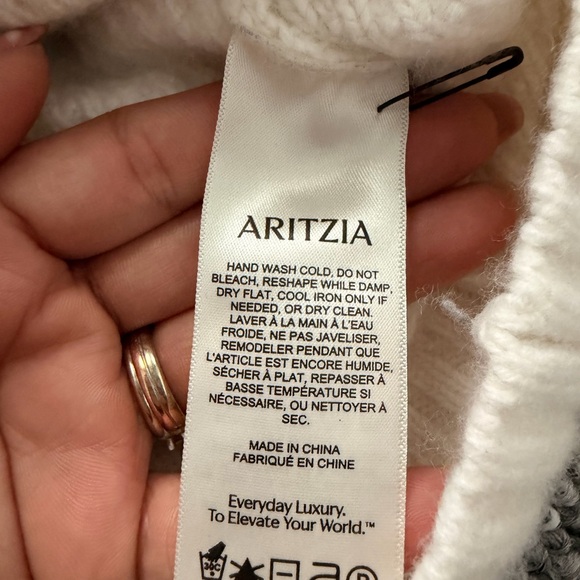 ARITZIA
HAND WASH COLD, DO NOT
BLEACH, RESHAPE WHILE DAMP,
DRY FLAT, COOL IRON ONLY IF
NEEDED, OR DRY CLEAN.
LAVER À LA MAIN À L'EAU
FROIDE, NE PAS JAVELISER,
REMODELER PENDANT QUE
L'ARTICLE EST ENCORE HUMIDE,
SÉCHER À PLAT, REPASSER À
BASSE TEMPÉRATURE SI
NÉCESSAIRE, OU NETTOYER À
SEC.
MADE IN CHINA
FABRIQUÉ EN CHINE
Everyday Luxury.
To Elevate Your World.™
30C